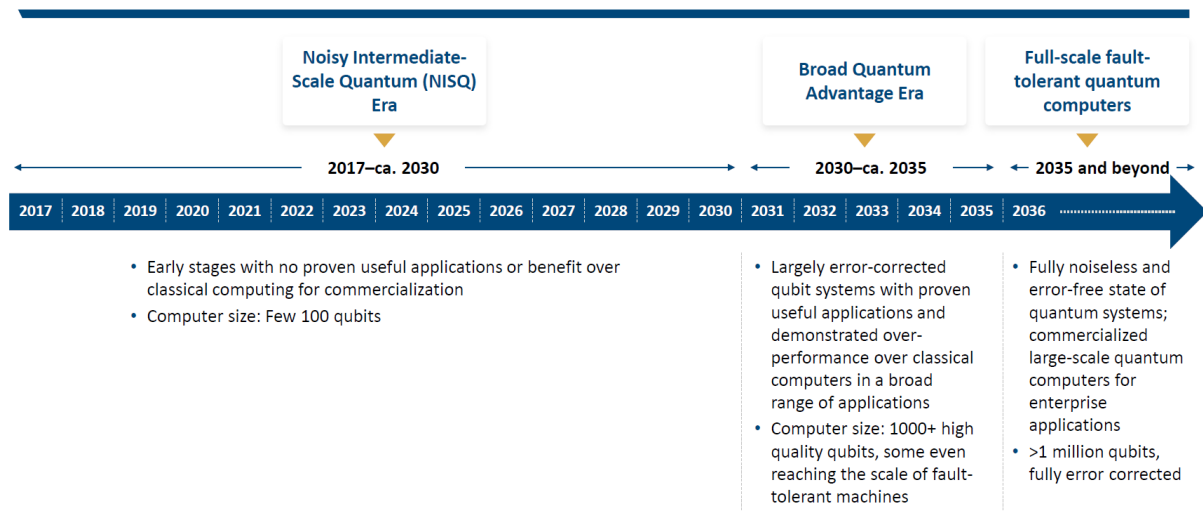 Noisy Intermediate-
Scale Quantum (NISQ)
Era
Broad Quantum
Advantage Era
Full-scale fault-
tolerant quantum
computers
2017–ca. 2030
2030–ca. 2035
2035 and beyond
2017 2018 2019 2020 2021 2022 2023 2024 2025 2026 2027 2028 2029 2030 2031 2032 2033 2034 2035 2036
• Early stages with no proven useful applications or benefit over
classical computing for commercialization
• Computer size: Few 100 qubits
• Largely error-corrected
qubit systems with proven
useful applications and
demonstrated over-
performance over classical
computers in a broad
range of applications
• Computer size: 1000+ high
quality qubits, some even
reaching the scale of fault-
tolerant machines
• Fully noiseless and
error-free state of
quantum systems;
commercialized
large-scale quantum
computers for
enterprise
applications
• >1 million qubits,
fully error corrected